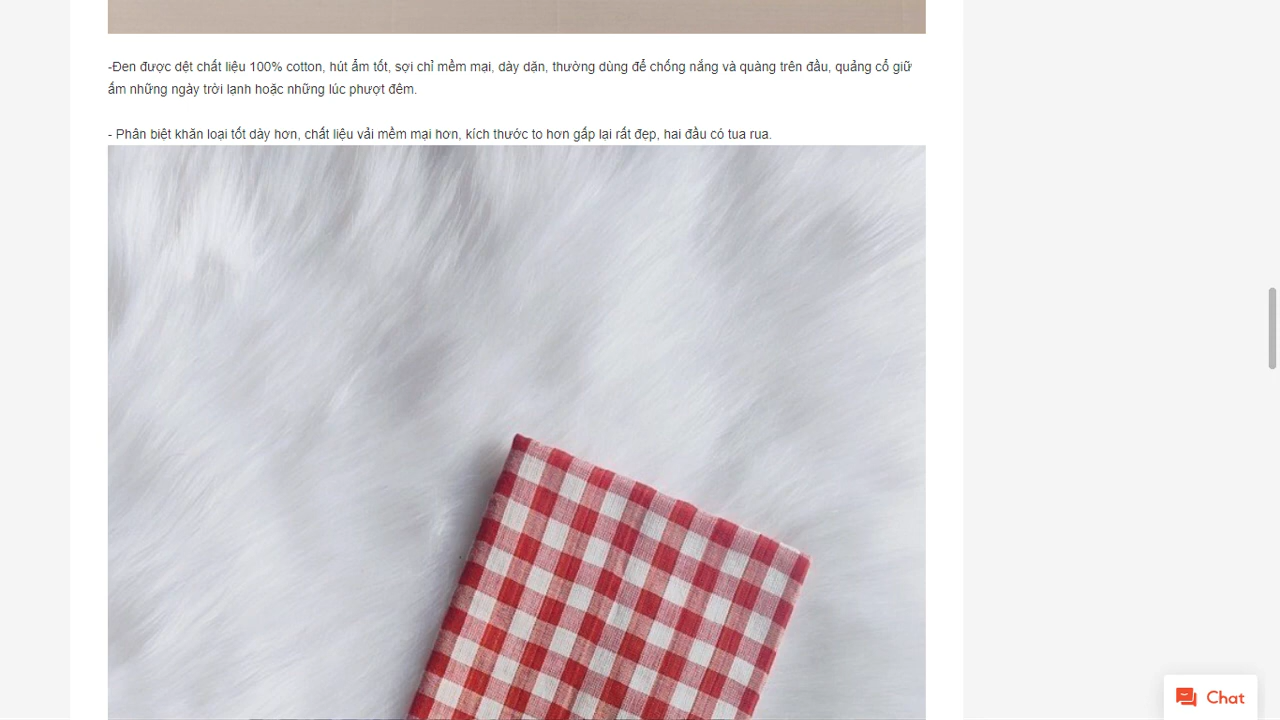 -Đen được dệt chất liệu 100% cotton, hút ẩm tốt, sợi chỉ mềm mại, dày dặn, thường dùng để chống nắng và quàng trên đầu, quảng cổ giữ
ấm những ngày trời lạnh hoặc những lúc phượt đêm.
- Phân biệt khăn loại tốt dày hơn, chất liệu vải mềm mại hơn, kích thước to hơn gấp lại rất đẹp, hai đầu có tua rua.
Chat